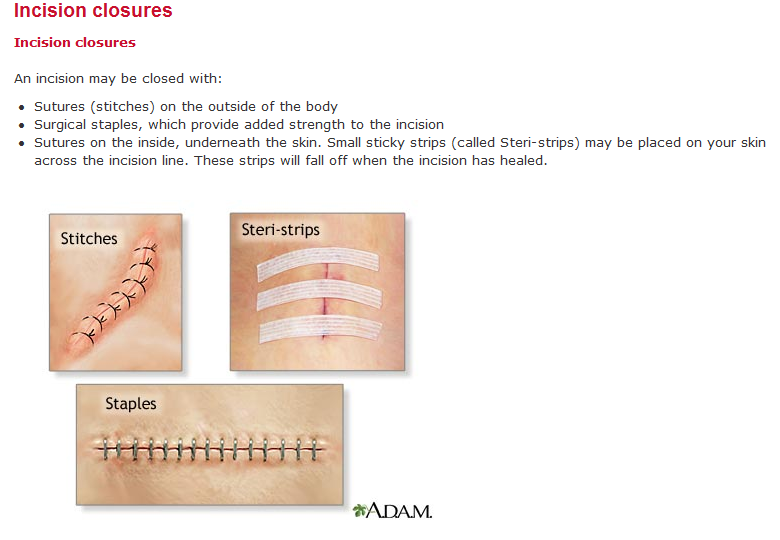 Incision closures
Incision closures
An incision may be closed with:
• Sutures (stitches) on the outside of the body
• Surgical staples, which provide added strength to the incision
• Sutures on the inside, underneath the skin. Small sticky strips (called Steri-strips) may be placed on your skin
across the incision line. These strips will fall off when the incision has healed.
Stitches
Steri-strips
Staples
A.D.A.M.